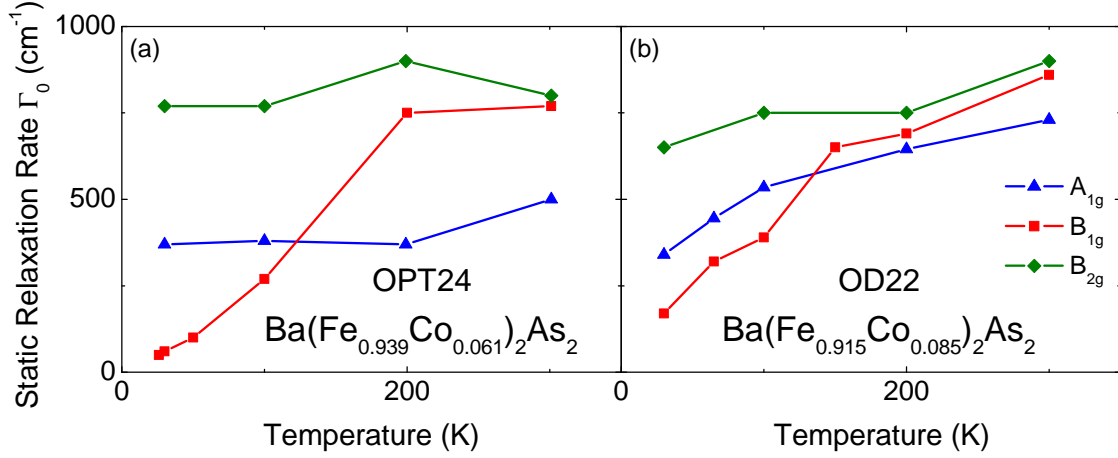 Static Relaxation Rate Γ₀ (cm⁻¹)
1000
500
0
(a)
OPT24
Ba(Fe₀.₉₃₉Co₀.₀₆₁)₂As₂
0
200
Temperature (K)
(b)
A₁g
B₁g
B₂g
OD22
Ba(Fe₀.₉₁₅Co₀.₀₈₅)₂As₂
0
200
Temperature (K)